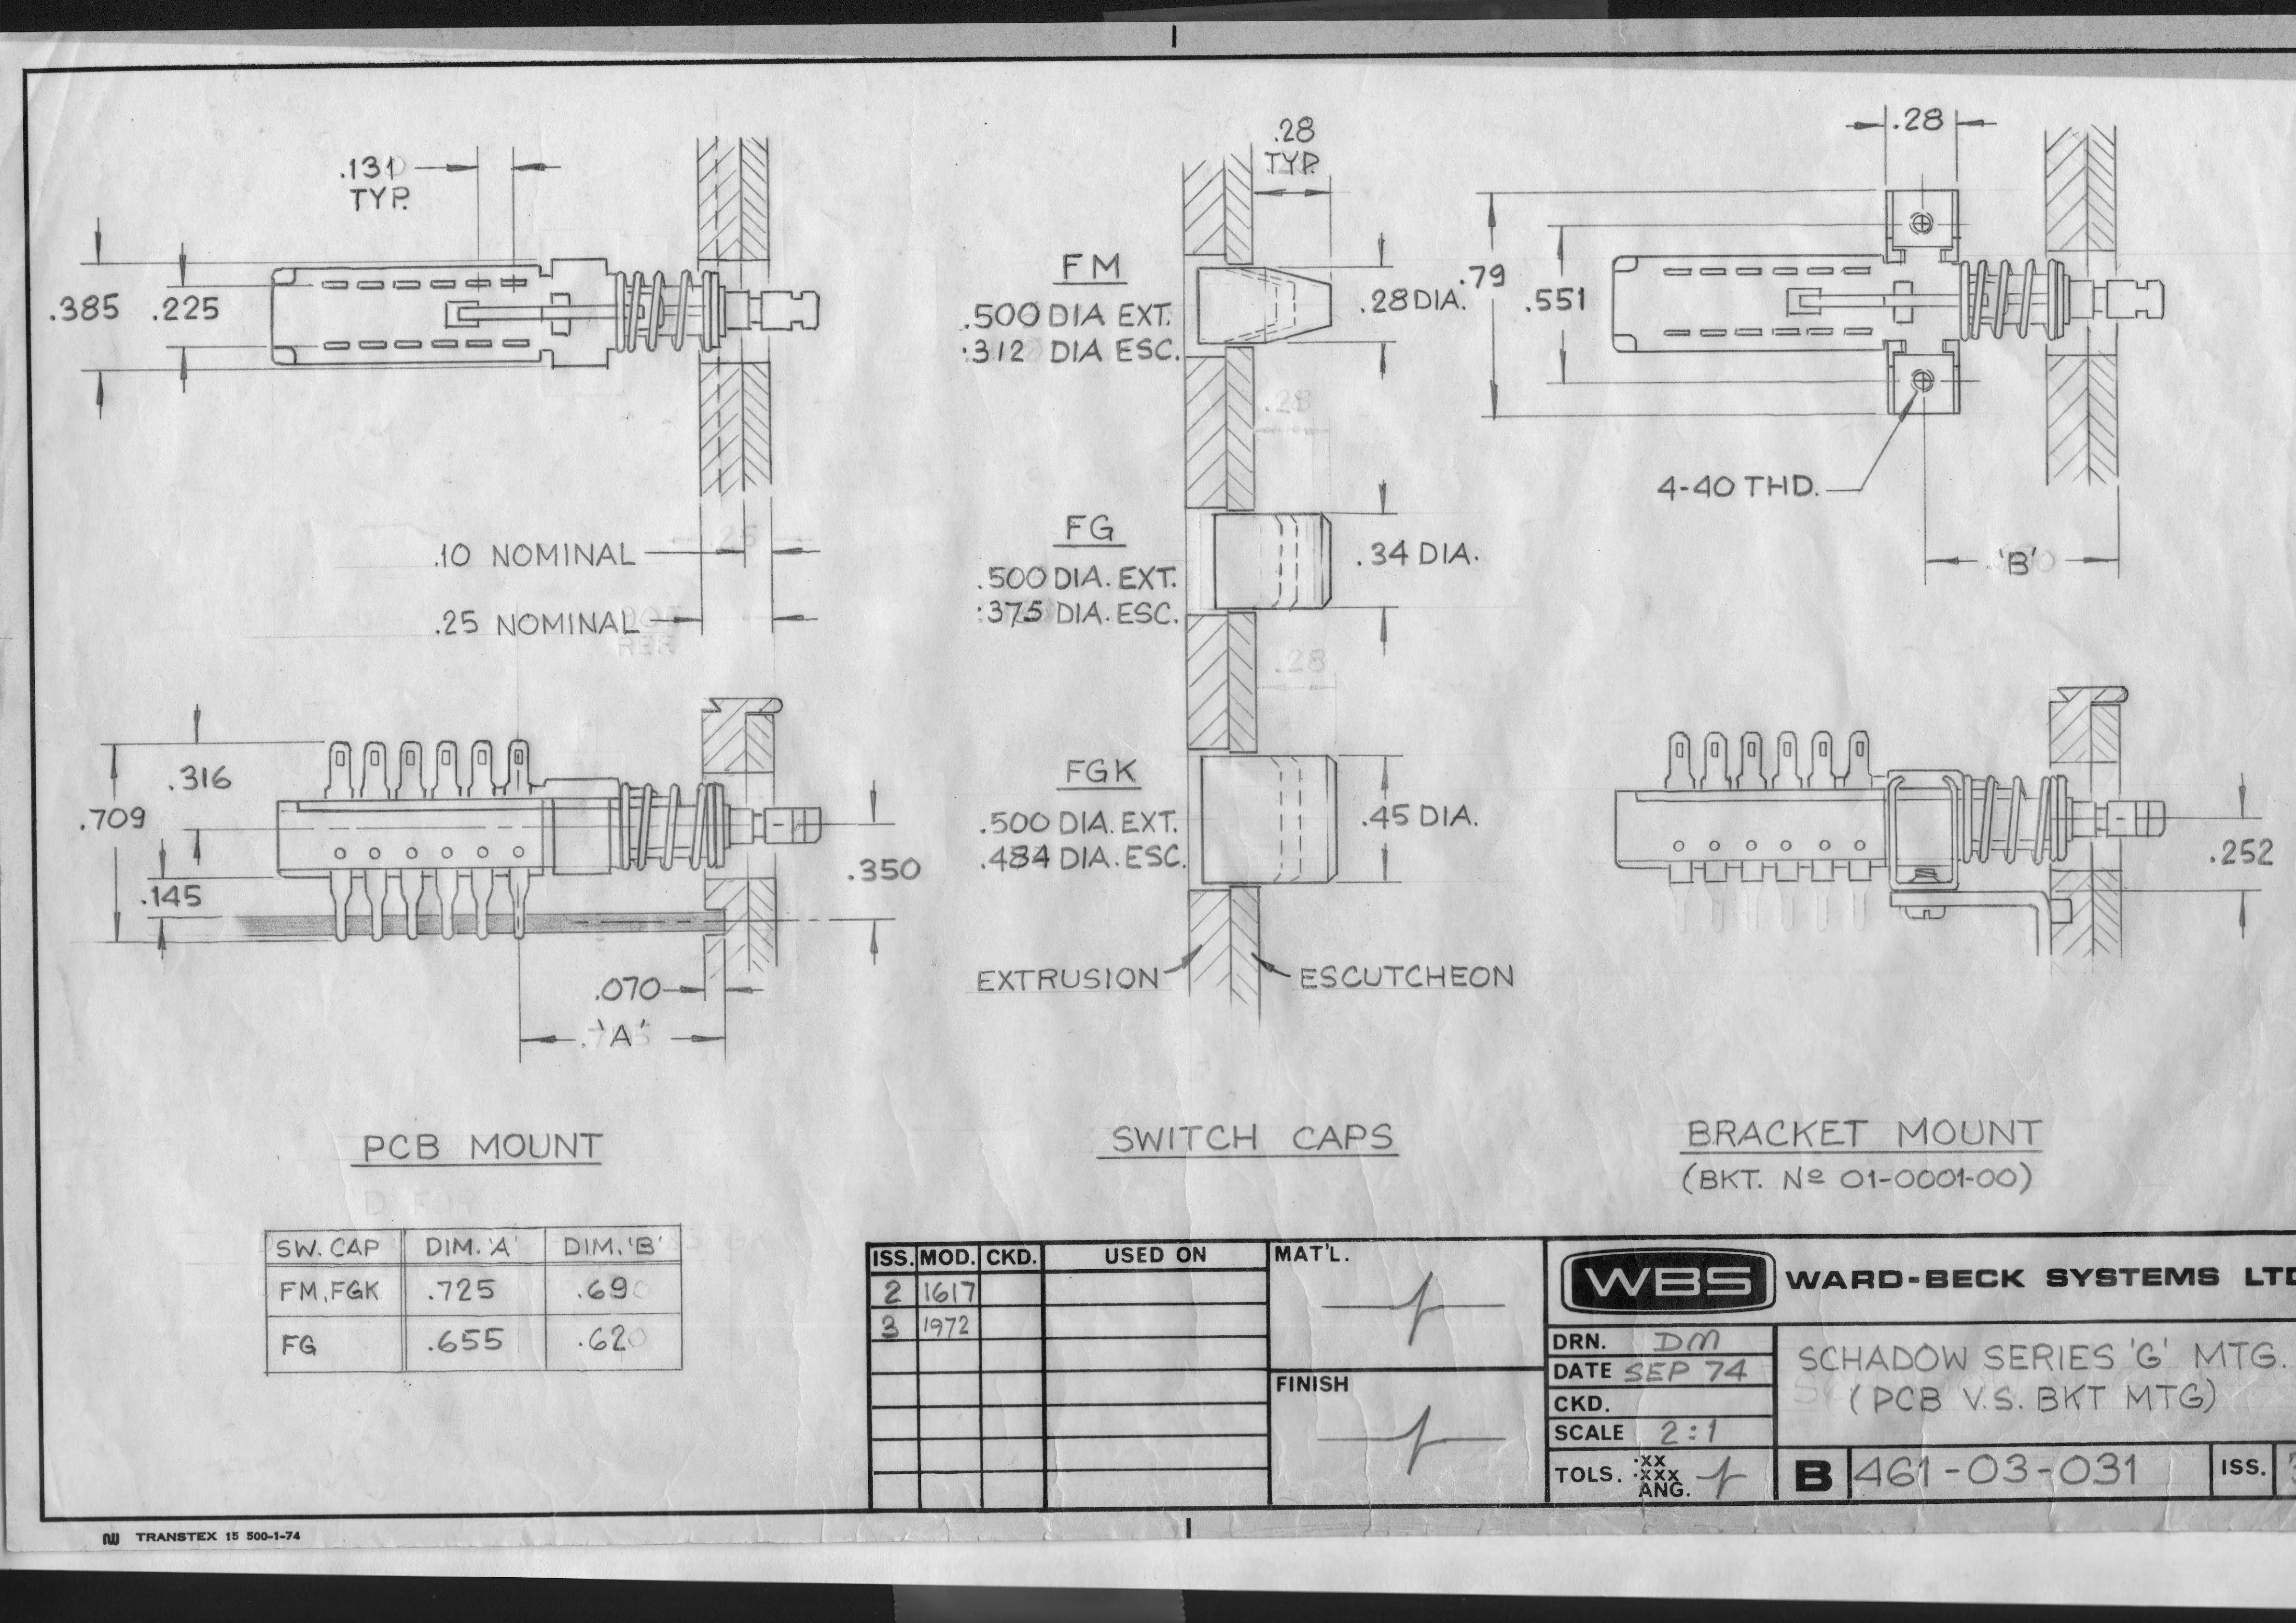 .131
TYP.
.385
.225
.10 NOMINAL
.25 NOMINAL
.316
.709
.145
.350
.070
'A'
PCB MOUNT
SW. CAP DIM. 'A' DIM. 'B'
FM, FGK .725 .69
FG .655 .62
.28
TYP.
FM
.500 DIA EXT.
.312 DIA ESC.
.28 DIA.
.28
FG
.500 DIA. EXT.
.375 DIA. ESC.
.34 DIA.
.28
FGK
.500 DIA. EXT.
.484 DIA. ESC.
.45 DIA.
EXTRUSION
ESCUTCHEON
SWITCH CAPS
.28
.79
.551
4-40 THD.
'B'
.252
BRACKET MOUNT
(BKT. Nº 01-0001-00)
ISS. MOD. CKD. USED ON
2 1617
3 1972
MAT'L.
FINISH
WBS WARD-BECK SYSTEMS LTD
DRN. DM
DATE SEP 74
CKD.
SCALE 2:1
TOLS. .XX
.XXX
ANG.
SCHADOW SERIES 'G' MTG.
(PCB V.S. BKT MTG)
B 461-03-031 ISS.
TRANSTEX 15 500-1-74